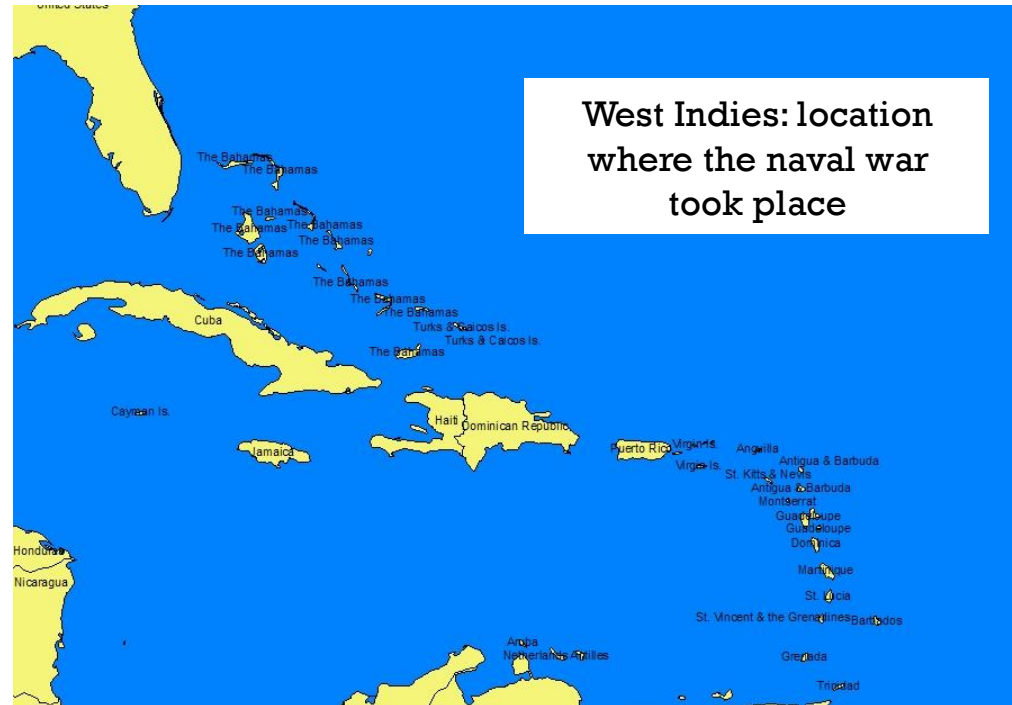 United States
West Indies: location
where the naval war
took place
The Bahamas
The Bahamas
The Bahamas
The Bahamas
The Bahamas
The Bahamas
The Bahamas
The Bahamas
The Bahamas
The Bahamas
Cuba
Turks & Caicos Is.
Turks & Caicos Is.
The Bahamas
Cayman Is.
Haiti
Dominican Republic
Jamaica
Puerto Rico
Virgin Is.
Anguilla
Virgin Is.
Antigua & Barbuda
St. Kitts & Nevis
Antigua & Barbuda
Montserrat
Guadeloupe
Guadeloupe
Dominica
Honduras
Martinique
Nicaragua
St. Lucia
St. Vincent & the Grenadines
Barbados
Aruba
Netherlands Antilles
Grenada
Trinidad